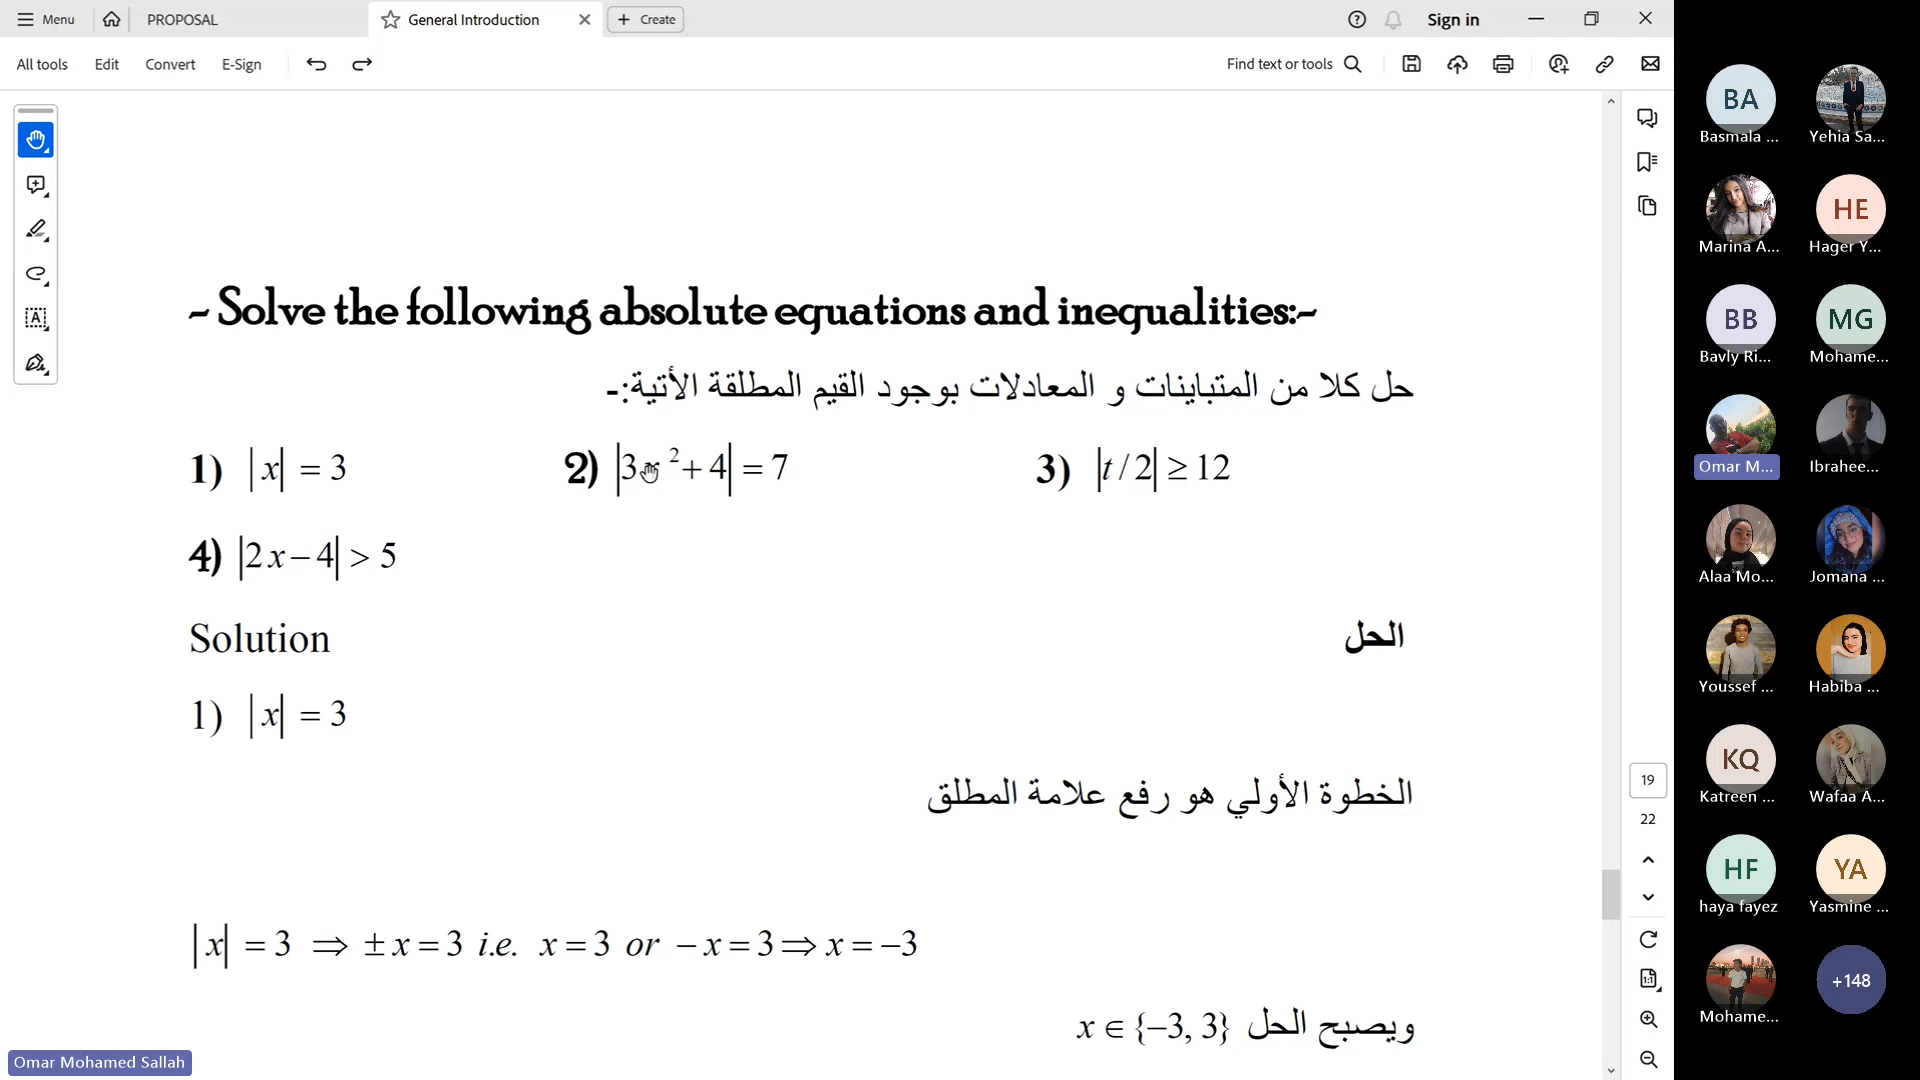 Menu
PROPOSAL
General Introduction
Create
Sign in
All tools
Edit
Convert
E-Sign
Find text or tools
~ Solve the following absolute equations and inequalities:~
حل كلا من المتباينات و المعادلات بوجود القيم المطلقة الأتية:-
1) |x| = 3
2) |3x² + 4| = 7
3) |t / 2| ≥ 12
4) |2x – 4| > 5
Solution
الحل
1) |x| = 3
الخطوة الأولي هو رفع علامة المطلق
|x| = 3 ⇒ ± x = 3 i.e. x = 3 or – x = 3 ⇒ x = –3
ويصبح الحل x ∈ {–3, 3}
19
22
BA
Basmala ...
Yehia Sa...
Marina A...
HE
Hager Y...
BB
Bavly Ri...
MG
Mohame...
Omar M...
Ibrahee...
Alaa Mo...
Jomana ...
Youssef ...
Habiba ...
KQ
Katreen ...
Wafaa A...
HF
haya fayez
YA
Yasmine ...
Mohame...
+148
Omar Mohamed Sallah